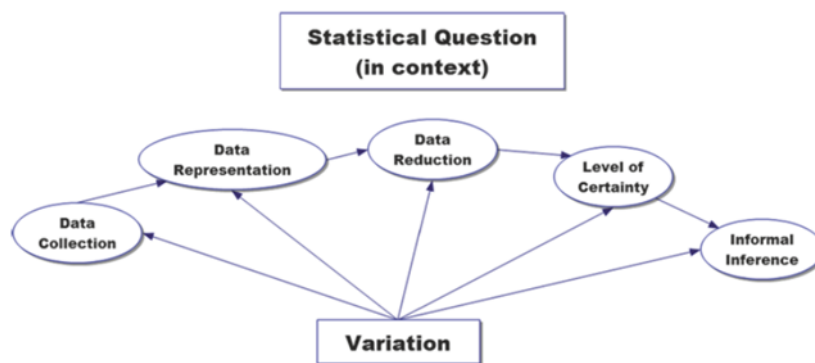 Statistical Question
(in context)
Data
Representation
Data
Reduction
Level of
Certainty
Data
Collection
Informal
Inference
Variation